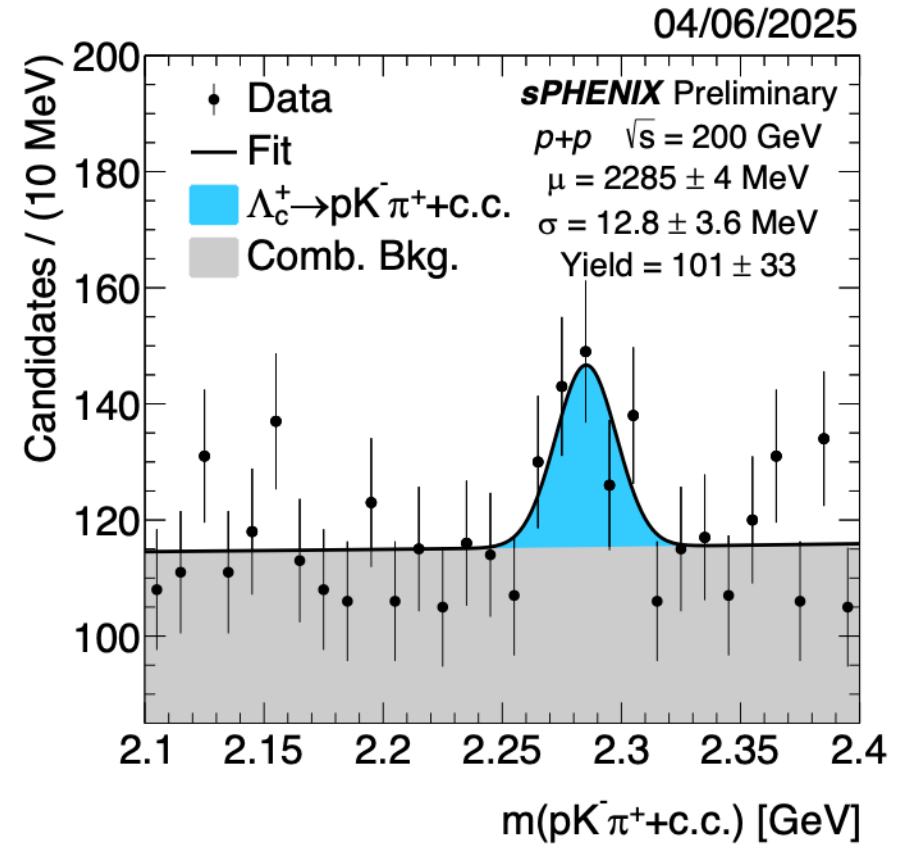 04/06/2025
Candidates / (10 MeV)
200
180
160
140
120
100
Data
Fit
Λc+→pK-π++c.c.
Comb. Bkg.
sPHENIX Preliminary
p+p √s = 200 GeV
μ = 2285 ± 4 MeV
σ = 12.8 ± 3.6 MeV
Yield = 101 ± 33
2.1 2.15 2.2 2.25 2.3 2.35 2.4
m(pK-π++c.c.) [GeV]